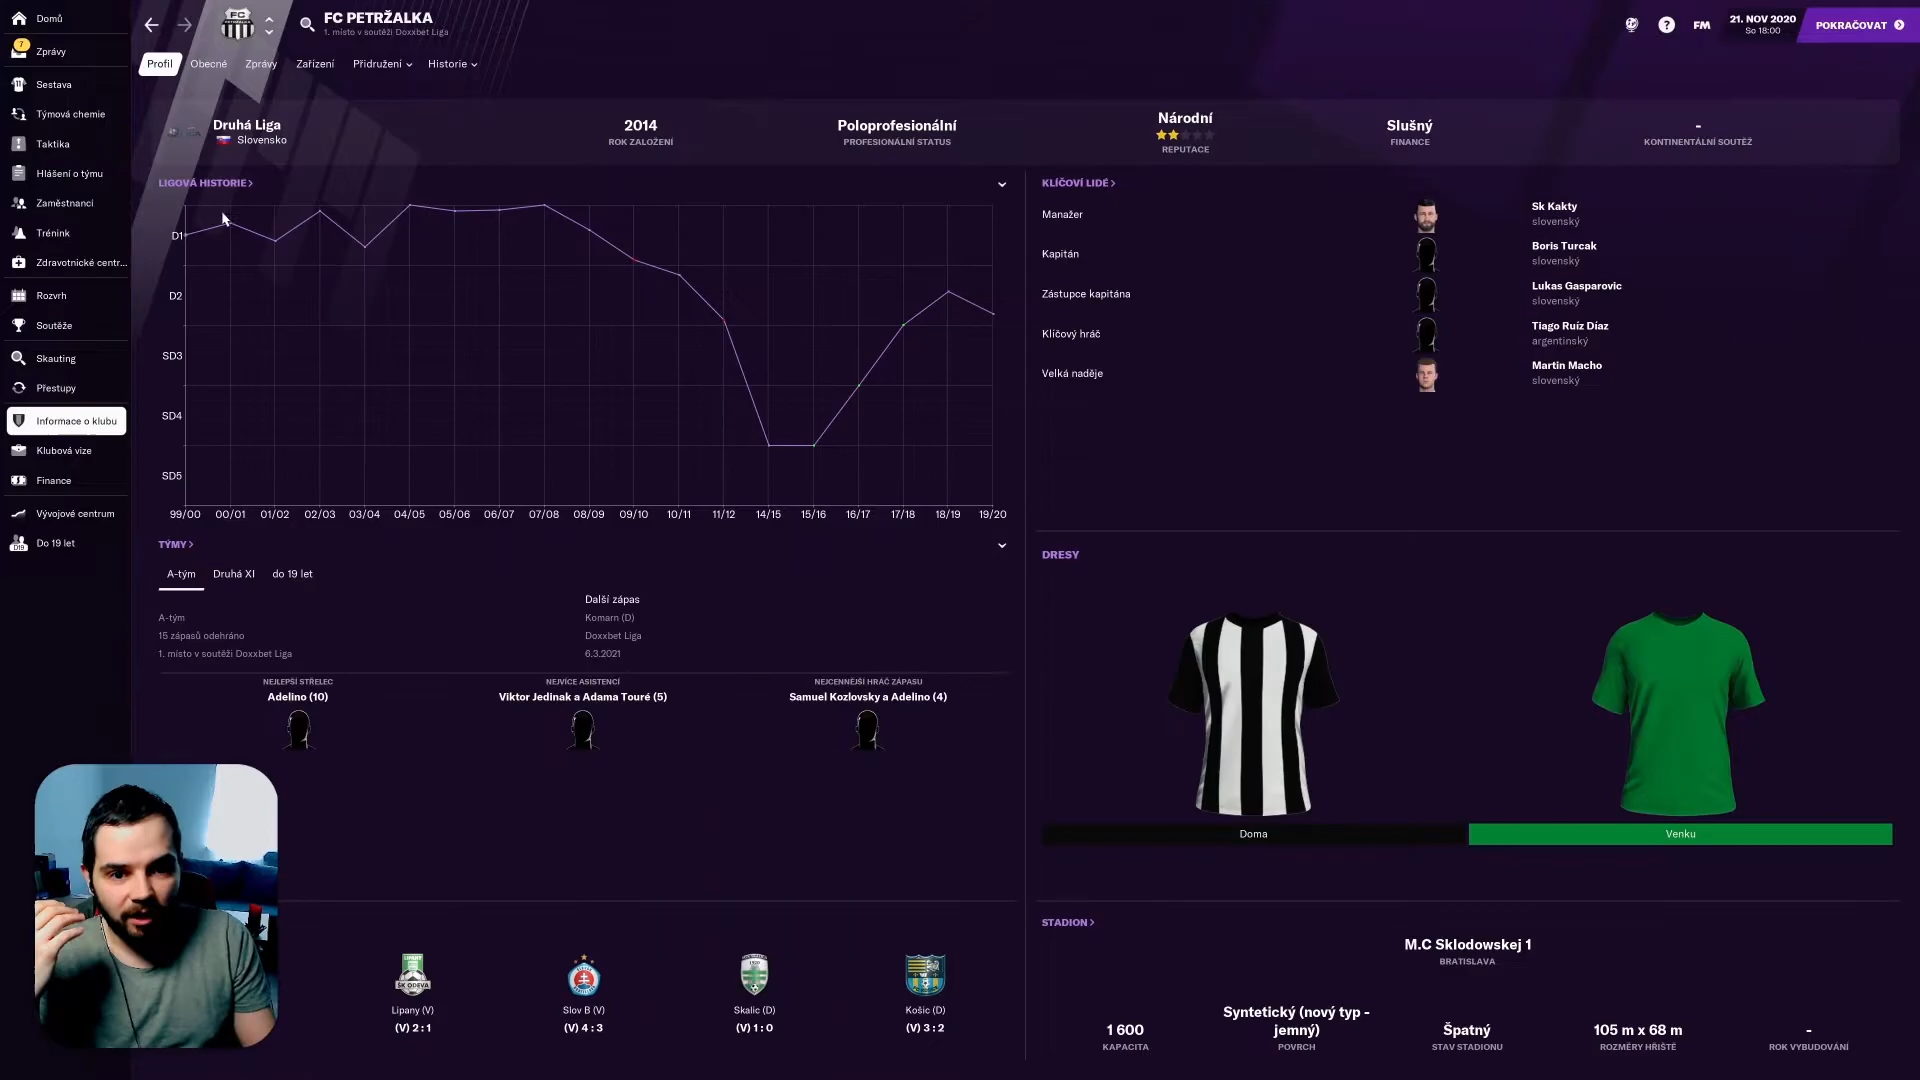 Domů
7
Zprávy
Sestava
Týmová chemie
Taktika
Hlášení o týmu
Zaměstnanci
Trénink
Zdravotnické centr...
Rozvrh
Soutěže
Skauting
Přestupy
Informace o klubu
Klubová vize
Finance
Vývojové centrum
Do 19 let
FC PETRŽALKA
1. místo v soutěži Doxxbet Liga
FM
21. NOV 2020
So 18:00
POKRAČOVAT
Profil
Obecné
Zprávy
Zařízení
Přidružení
Historie
Druhá Liga
Slovensko
2014
ROK ZALOŽENÍ
Poloprofesionální
PROFESIONÁLNÍ STATUS
Národní
REPUTACE
Slušný
FINANCE
-
KONTINENTÁLNÍ SOUTĚŽ
LIGOVÁ HISTORIE >
D1
D2
SD3
SD4
SD5
99/00 00/01 01/02 02/03 03/04 04/05 05/06 06/07 07/08 08/09 09/10 10/11 11/12 14/15 15/16 16/17 17/18 18/19 19/20
TÝMY >
A-tým
Druhá XI
do 19 let
A-tým
15 zápasů odehráno
1. místo v soutěži Doxxbet Liga
Další zápas
Komarn (D)
Doxxbet Liga
6.3.2021
NEJLEPŠÍ STŘELEC
Adelino (10)
NEJVÍCE ASISTENCÍ
Viktor Jedinak a Adama Touré (5)
NEJCENNĚJŠÍ HRÁČ ZÁPASU
Samuel Kozlovsky a Adelino (4)
Lipany (V)
(V) 2 : 1
Slov B (V)
(V) 4 : 3
Skalic (D)
(V) 1 : 0
Košic (D)
(V) 3 : 2
KLÍČOVÍ LIDÉ >
Manažer
Sk Kakty
slovenský
Kapitán
Boris Turcak
slovenský
Zástupce kapitána
Lukas Gasparovic
slovenský
Klíčový hráč
Tiago Ruíz Díaz
argentinský
Velká naděje
Martin Macho
slovenský
DRESY
Doma
Venku
STADION >
M.C Sklodowskej 1
BRATISLAVA
1 600
KAPACITA
Syntetický (nový typ -
jemný)
POVRCH
Špatný
STAV STADIONU
105 m x 68 m
ROZMĚRY HŘIŠTĚ
-
ROK VYBUDOVÁNÍ